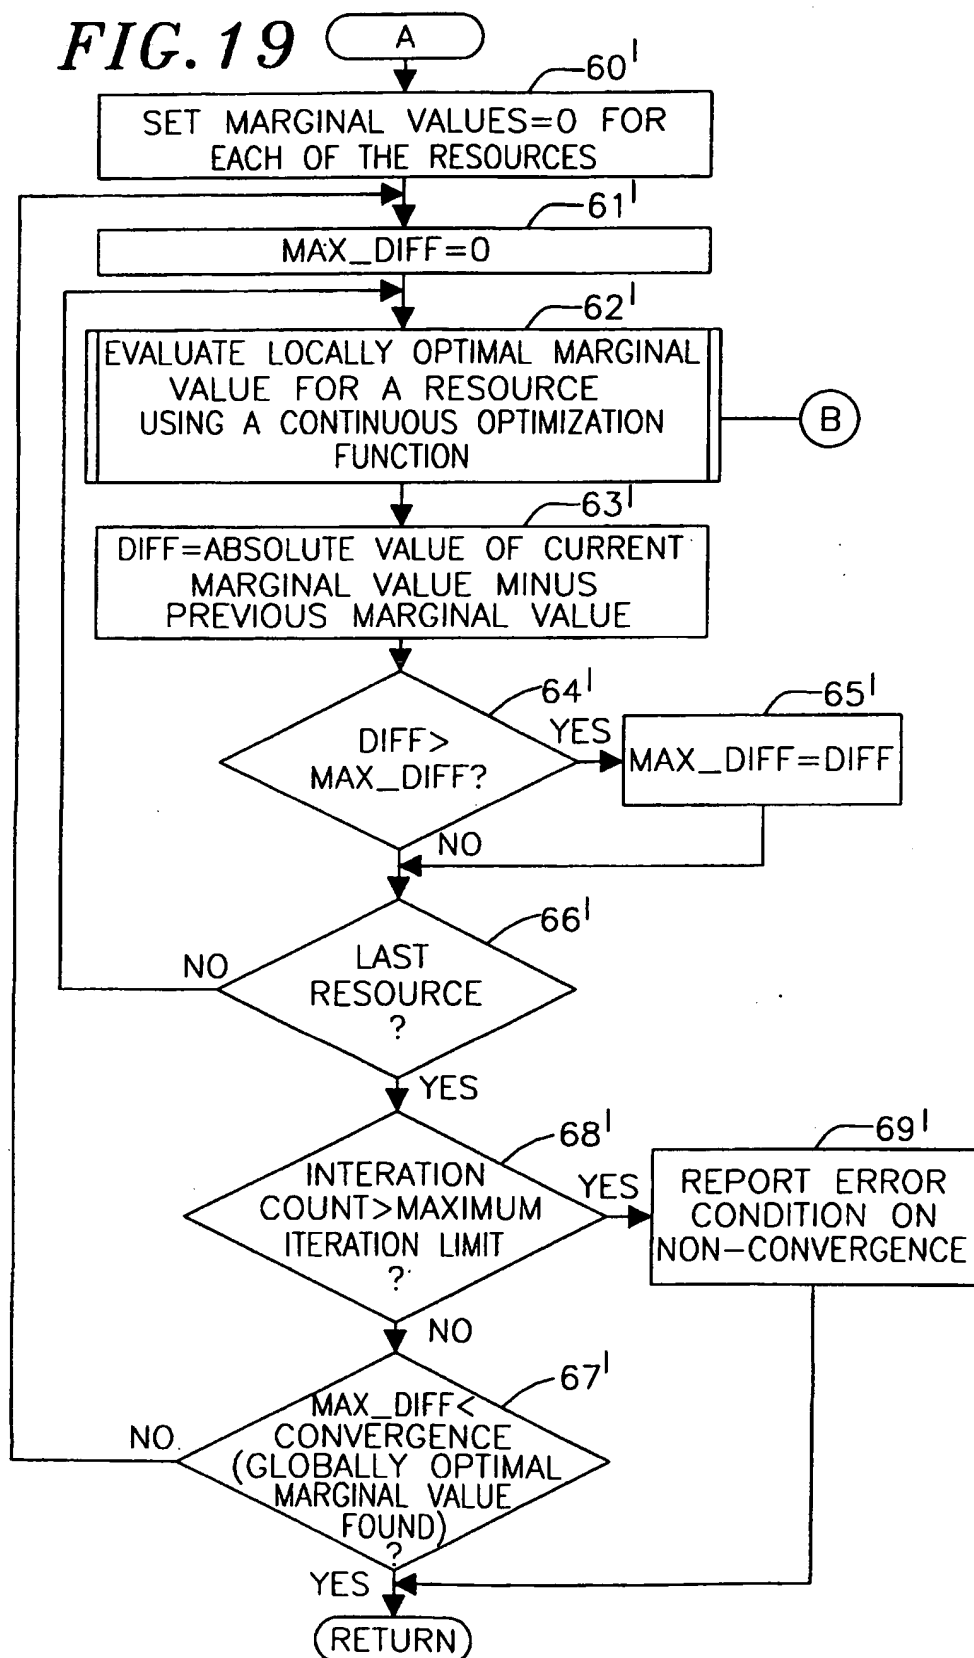 FIG. 19
A
60'
SET MARGINAL VALUES=0 FOR
EACH OF THE RESOURCES
61'
MAX_DIFF=0
62'
EVALUATE LOCALLY OPTIMAL MARGINAL
VALUE FOR A RESOURCE
USING A CONTINUOUS OPTIMIZATION
FUNCTION
B
63'
DIFF=ABSOLUTE VALUE OF CURRENT
MARGINAL VALUE MINUS
PREVIOUS MARGINAL VALUE
64'
DIFF>
MAX_DIFF?
YES
65'
MAX_DIFF=DIFF
NO
66'
LAST
RESOURCE
?
NO
YES
68'
INTERATION
COUNT>MAXIMUM
ITERATION LIMIT
?
YES
69'
REPORT ERROR
CONDITION ON
NON-CONVERGENCE
NO
67'
MAX_DIFF<
CONVERGENCE
(GLOBALLY OPTIMAL
MARGINAL VALUE
FOUND)
?
NO
YES
RETURN